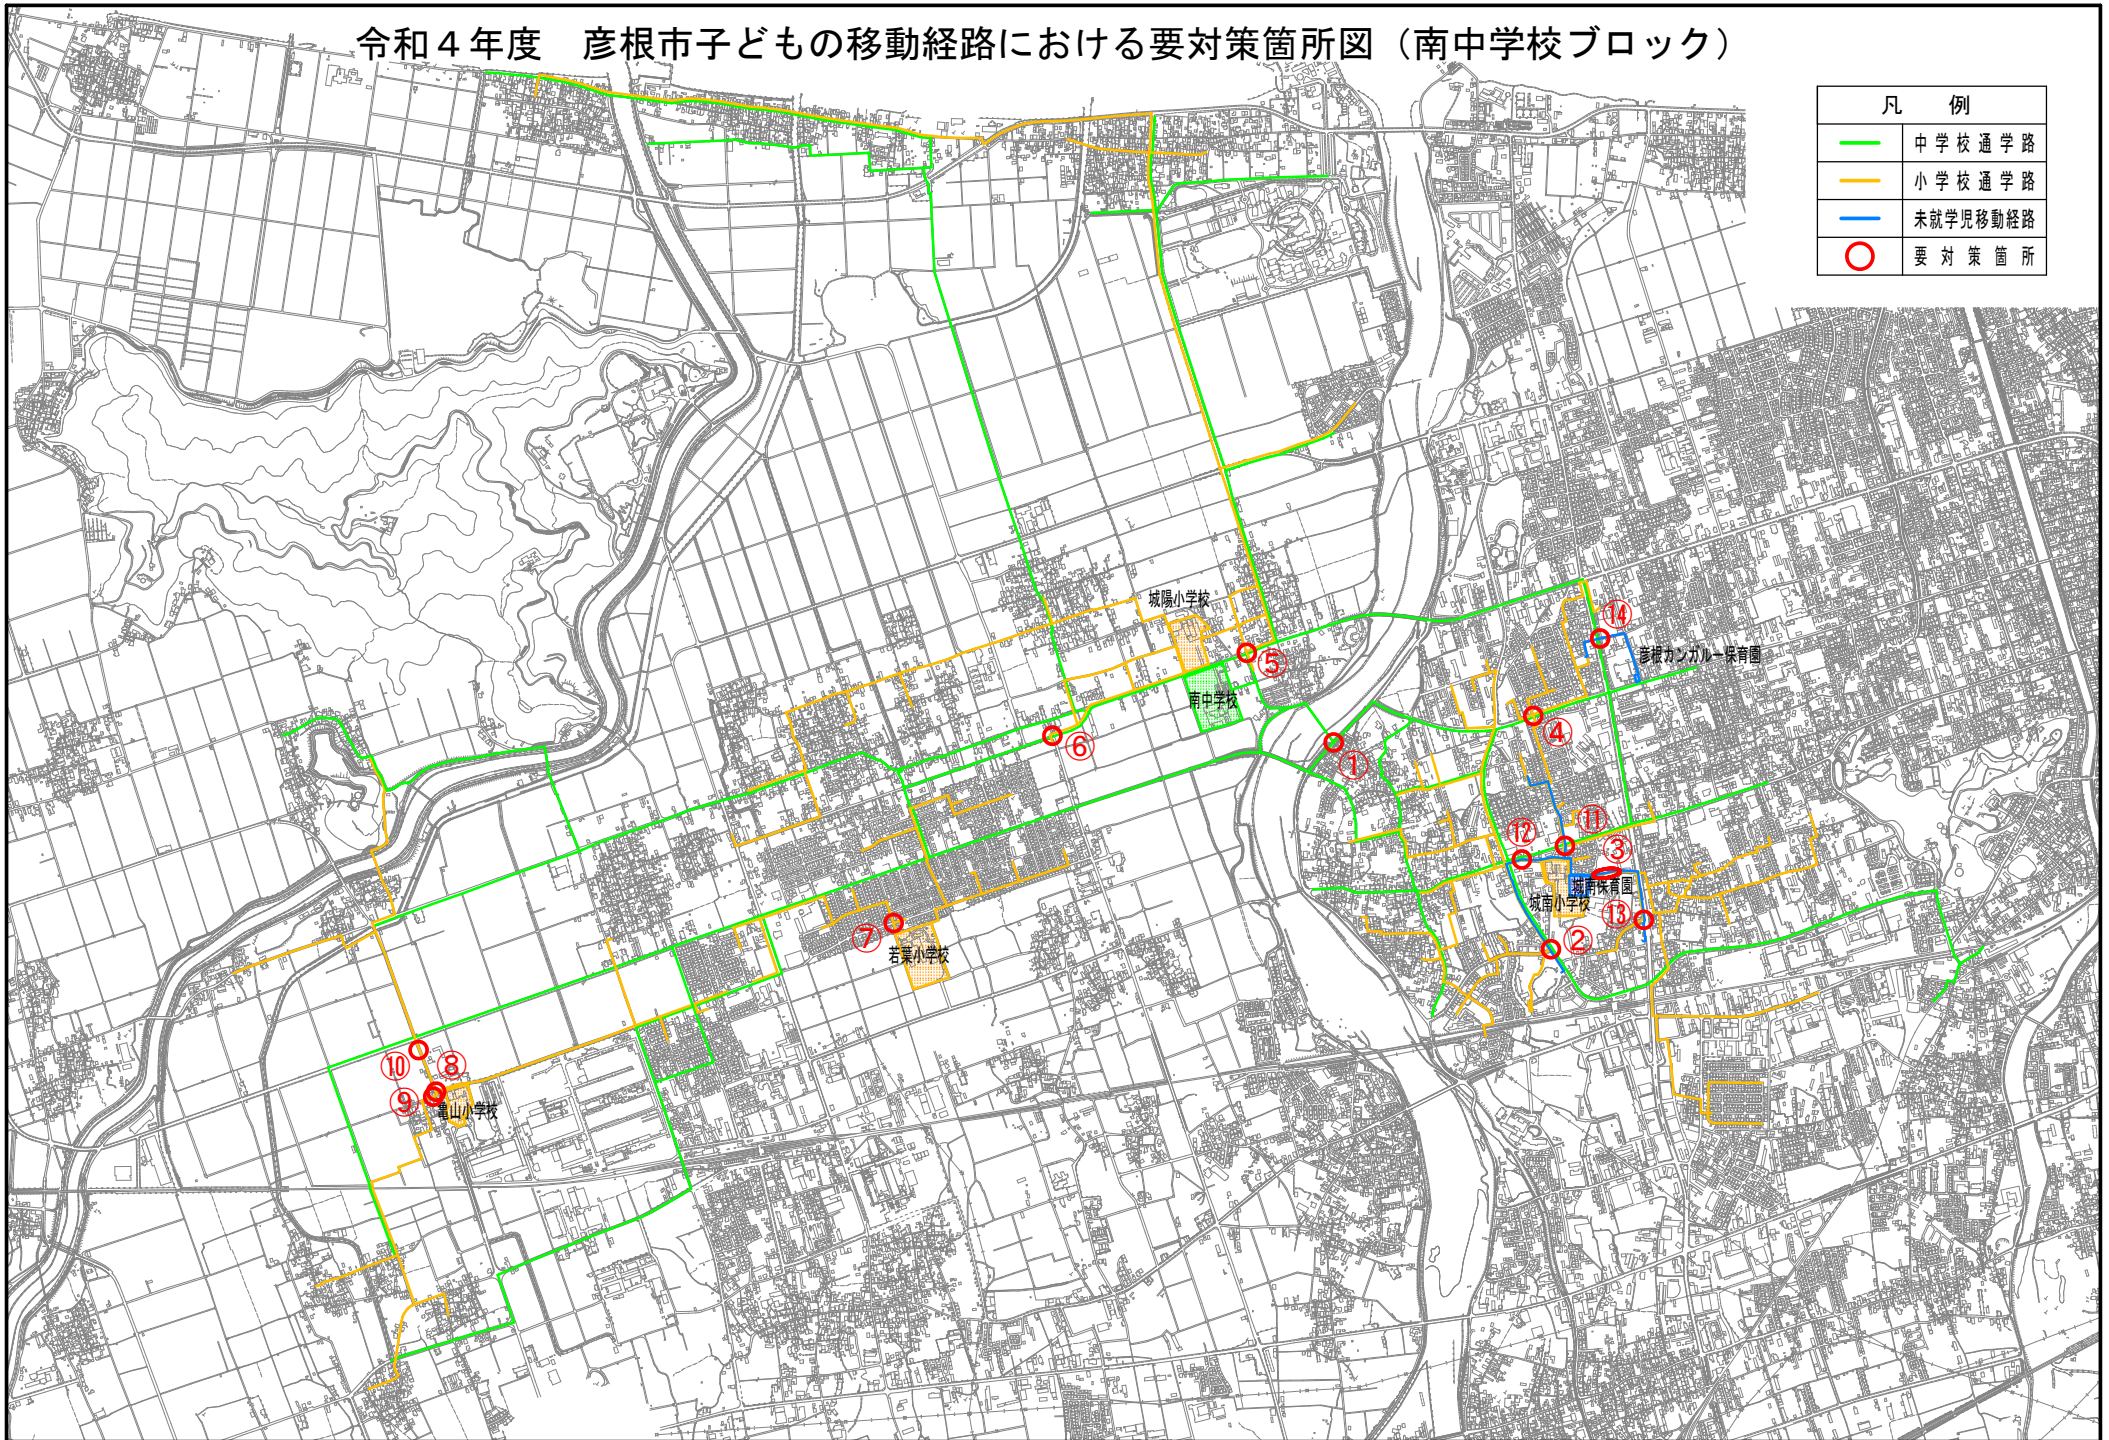 令和４年度　彦根市子どもの移動経路における要対策箇所図（南中学校ブロック）
凡　例
中学校通学路
小学校通学路
未就学児移動経路
要対策箇所
城陽小学校
⑭
⑤
彦根カンガルー保育園
南中学校
④
⑥
①
⑪
⑫
③
城南保育園
城南小学校
⑬
⑦
②
若葉小学校
⑩
⑧
⑨
亀山小学校